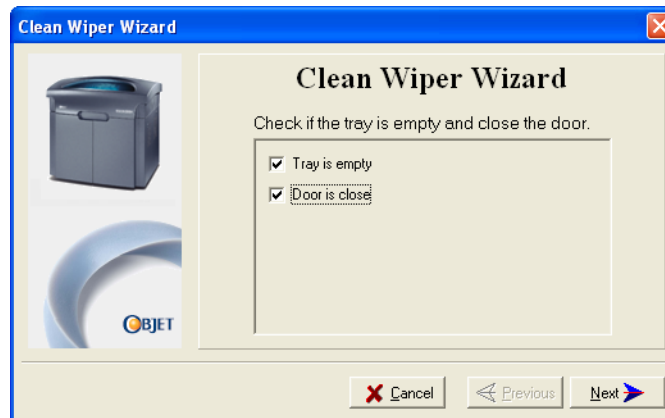 Clean Wiper Wizard
Clean Wiper Wizard
Check if the tray is empty and close the door.
Tray is empty
Door is close
OBJET
Cancel
Previous
Next